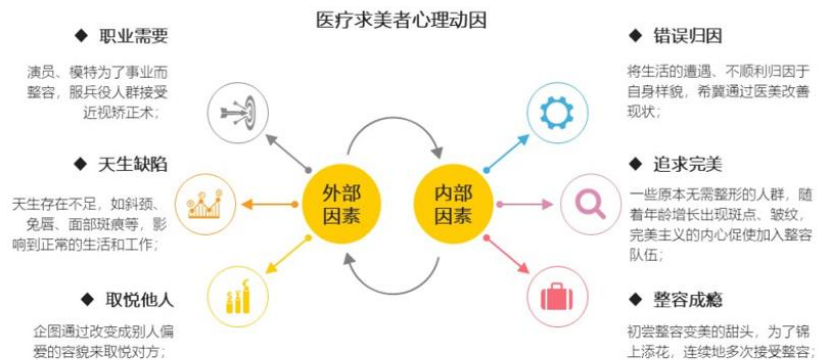 医疗求美者心理动因
◆ 职业需要
演员、模特为了事业而
整容，服兵役人群接受
近视矫正术；
◆ 天生缺陷
天生存在不足，如斜颈、
兔唇、面部斑痕等，影
响到正常的生活和工作；
◆ 取悦他人
企图通过改变成别人偏
爱的容貌来取悦对方；
外部
因素
内部
因素
◆ 错误归因
将生活的遭遇、不顺利归因于
自身样貌，希冀通过医美改善
现状；
◆ 追求完美
一些原本无需整形的人群，随
着年龄增长出现斑点、皱纹，
完美主义的内心促使加入整容
队伍；
◆ 整容成瘾
初尝整容变美的甜头，为了锦
上添花，连续地多次接受整容；